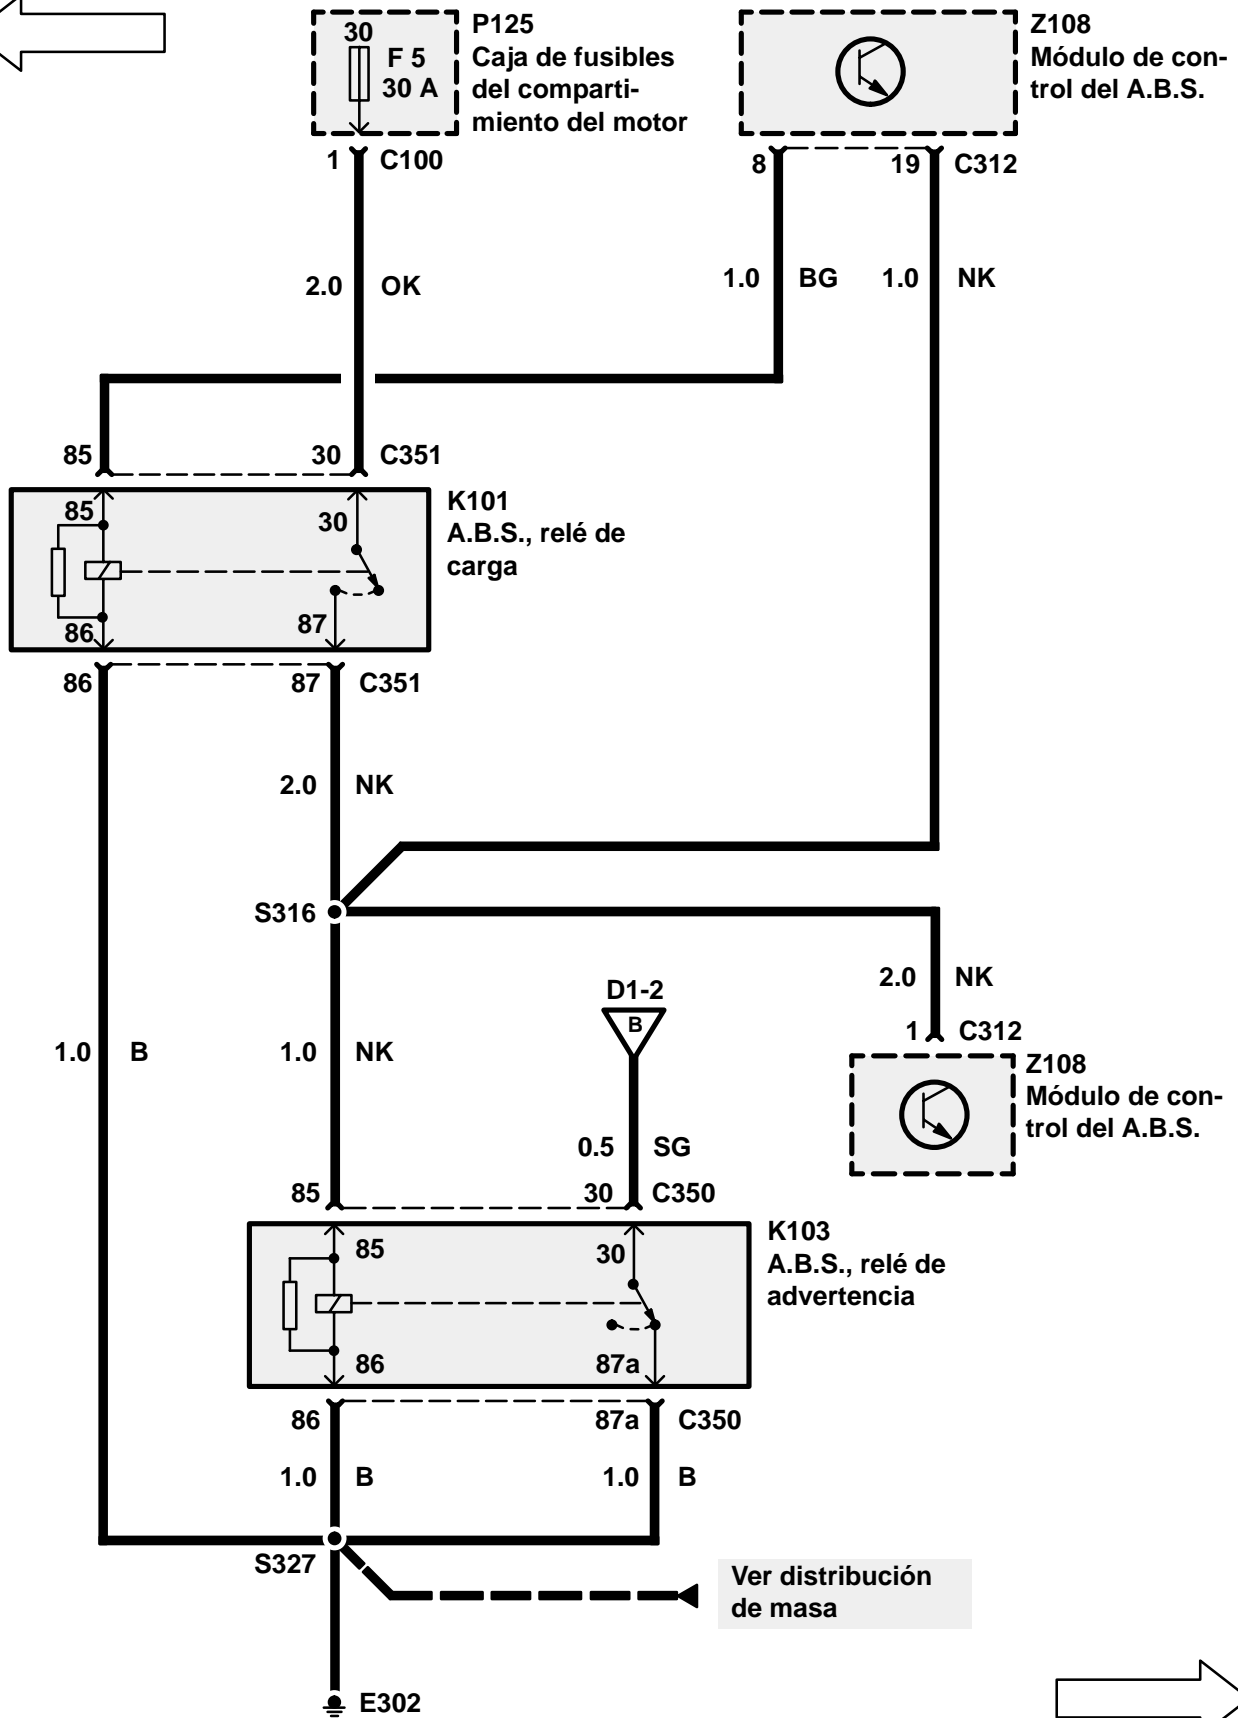 P125
Caja de fusibles
del comparti-
miento del motor
30
F 5
30 A
Z108
Módulo de con-
trol del A.B.S.
1 C100
8 19 C312
2.0 OK
1.0 BG
1.0 NK
85 30 C351
85
30
86
87
K101
A.B.S., relé de
carga
86 87 C351
2.0 NK
S316
D1-2
B
2.0 NK
1 C312
Z108
Módulo de con-
trol del A.B.S.
1.0 B
1.0 NK
0.5 SG
85 30 C350
85
30
86
87a
K103
A.B.S., relé de
advertencia
86 87a C350
1.0 B
1.0 B
S327
Ver distribución
de masa
E302